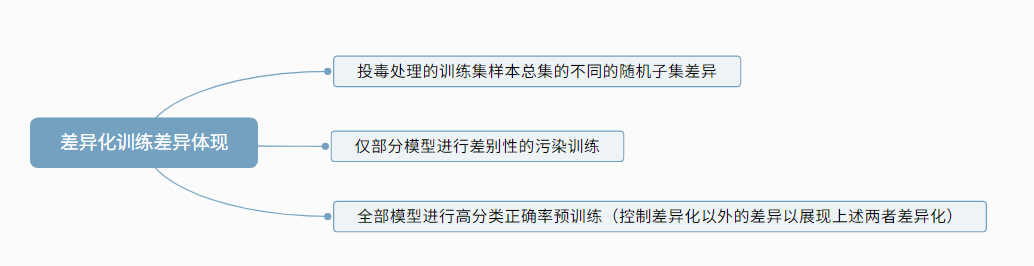 投毒处理的训练集样本总集的不同的随机子集差异
差异化训练差异体现
仅部分模型进行差别性的污染训练
全部模型进行高分类正确率预训练（控制差异化以外的差异以展现上述两者差异化）